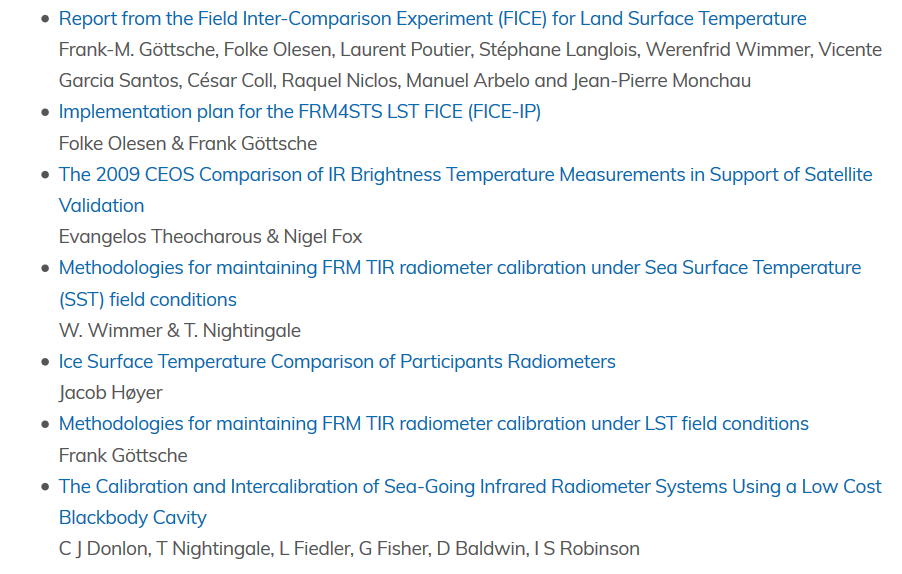 Report from the Field Inter-Comparison Experiment (FICE) for Land Surface Temperature
Frank-M. Göttsche, Folke Olesen, Laurent Poutier, Stéphane Langlois, Werenfrid Wimmer, Vicente
Garcia Santos, César Coll, Raquel Niclos, Manuel Arbelo and Jean-Pierre Monchau
Implementation plan for the FRM4STS LST FICE (FICE-IP)
Folke Olesen & Frank Göttsche
The 2009 CEOS Comparison of IR Brightness Temperature Measurements in Support of Satellite
Validation
Evangelos Theocharous & Nigel Fox
Methodologies for maintaining FRM TIR radiometer calibration under Sea Surface Temperature
(SST) field conditions
W. Wimmer & T. Nightingale
Ice Surface Temperature Comparison of Participants Radiometers
Jacob Høyer
Methodologies for maintaining FRM TIR radiometer calibration under LST field conditions
Frank Göttsche
The Calibration and Intercalibration of Sea-Going Infrared Radiometer Systems Using a Low Cost
Blackbody Cavity
C J Donlon, T Nightingale, L Fiedler, G Fisher, D Baldwin, I S Robinson